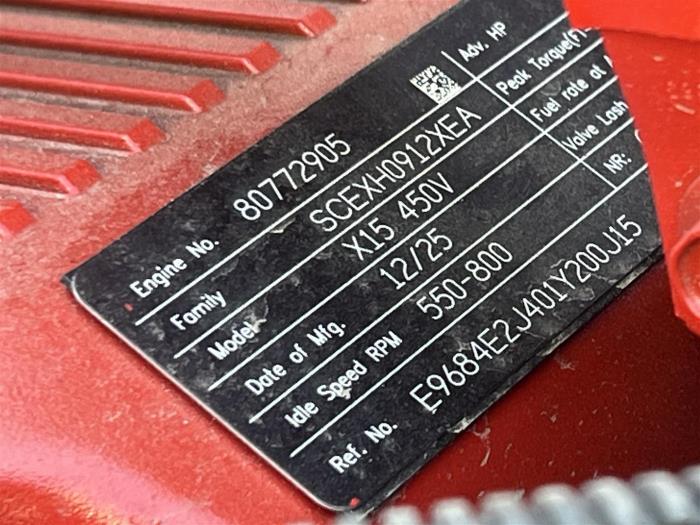 Engine No. 80772905
Family SCEXH0912XEA
Model X15 450V
Date of Mfg. 12/25
Idle Speed RPM 550-800
Ref. No. E9684E2J401Y200J15
Adv. HP
Peak Torque(F
Fuel rate at
Valve Lash
NR: